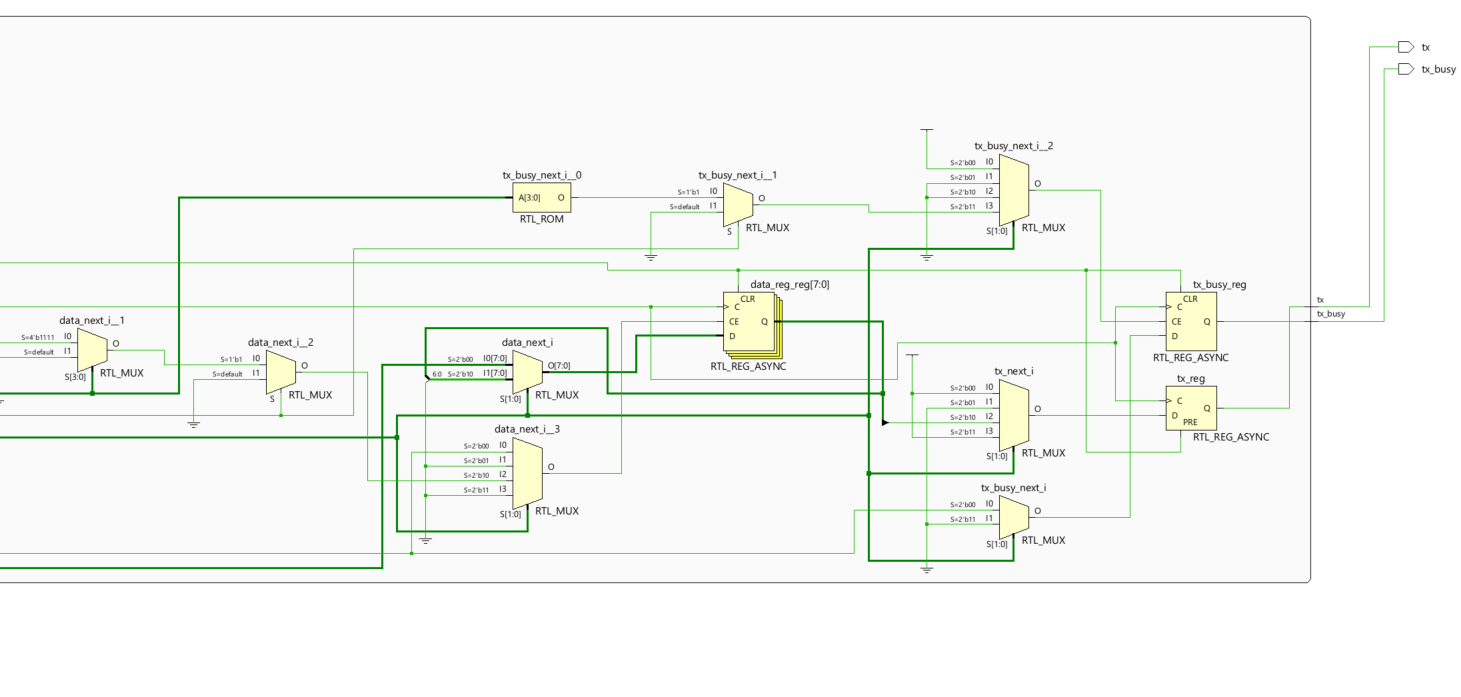 tx
tx_busy
tx_busy_next_i__2
S=2'b00 I0
S=2'b01 I1
S=2'b10 I2
S=2'b11 I3
O
S[1:0]
RTL_MUX
tx_busy_next_i__0
A[3:0] O
RTL_ROM
tx_busy_next_i__1
S=1'b1 I0
S=default I1
O
S
RTL_MUX
data_reg_reg[7:0]
CLR
C
CE Q
D
RTL_REG_ASYNC
tx_busy_reg
CLR
C
CE Q
D
RTL_REG_ASYNC
tx
tx_busy
data_next_i__1
S=4'b1111 I0
S=default I1
O
S[3:0]
RTL_MUX
data_next_i__2
S=1'b1 I0
S=default I1
O
S
RTL_MUX
data_next_i
S=2'b00 I0[7:0]
6:0 S=2'b10 I1[7:0]
O[7:0]
S[1:0]
RTL_MUX
tx_next_i
S=2'b00 I0
S=2'b01 I1
S=2'b10 I2
S=2'b11 I3
O
S[1:0]
RTL_MUX
tx_reg
C
D Q
PRE
RTL_REG_ASYNC
data_next_i__3
S=2'b00 I0
S=2'b01 I1
S=2'b10 I2
S=2'b11 I3
O
S[1:0]
RTL_MUX
tx_busy_next_i
S=2'b00 I0
S=2'b11 I1
O
S[1:0]
RTL_MUX